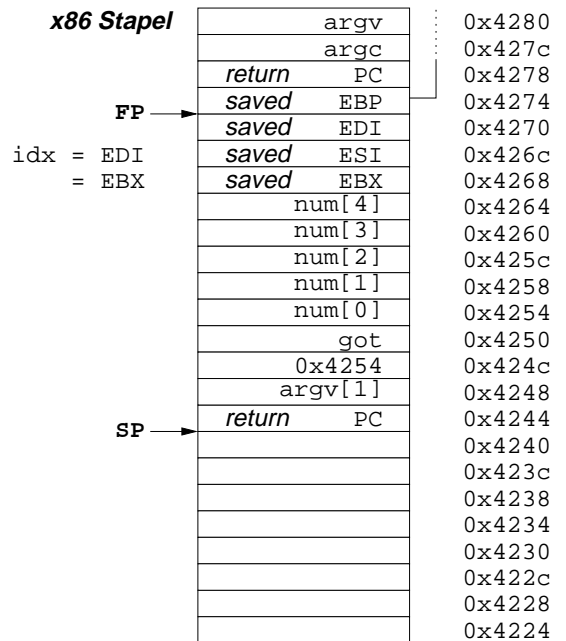 x86 Stapel argv 0x4280
argc 0x427c
return PC 0x4278
saved EBP 0x4274
FP
saved EDI 0x4270
idx = EDI saved ESI 0x426c
= EBX saved EBX 0x4268
num[4] 0x4264
num[3] 0x4260
num[2] 0x425c
num[1] 0x4258
num[0] 0x4254
got 0x4250
0x4254 0x424c
argv[1] 0x4248
return PC 0x4244
SP
0x4240
0x423c
0x4238
0x4234
0x4230
0x422c
0x4228
0x4224